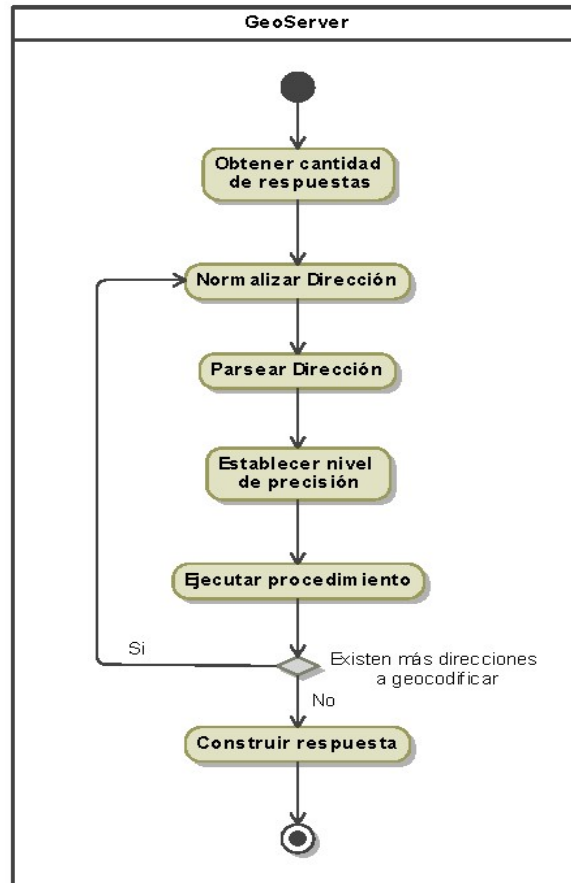 GeoServer
Obtener cantidad
de respuestas
Normalizar Dirección
Parsear Dirección
Establecer nivel
de precisión
Ejecutar procedimiento
Si
Existen más direcciones
a geocodificar
No
Construir respuesta